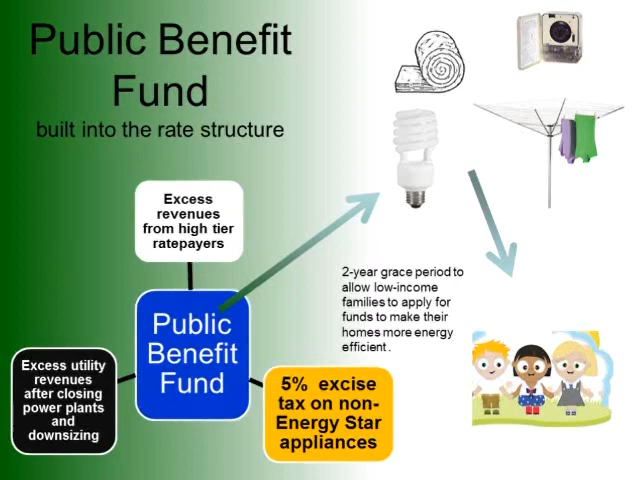 Public Benefit
Fund
built into the rate structure
Excess
revenues
from high tier
ratepayers
2-year grace period to
allow low-income
families to apply for
funds to make their
homes more energy
efficient .
Public
Benefit
Fund
Excess utility
revenues
after closing
power plants
and
downsizing
5% excise
tax on non-
Energy Star
appliances